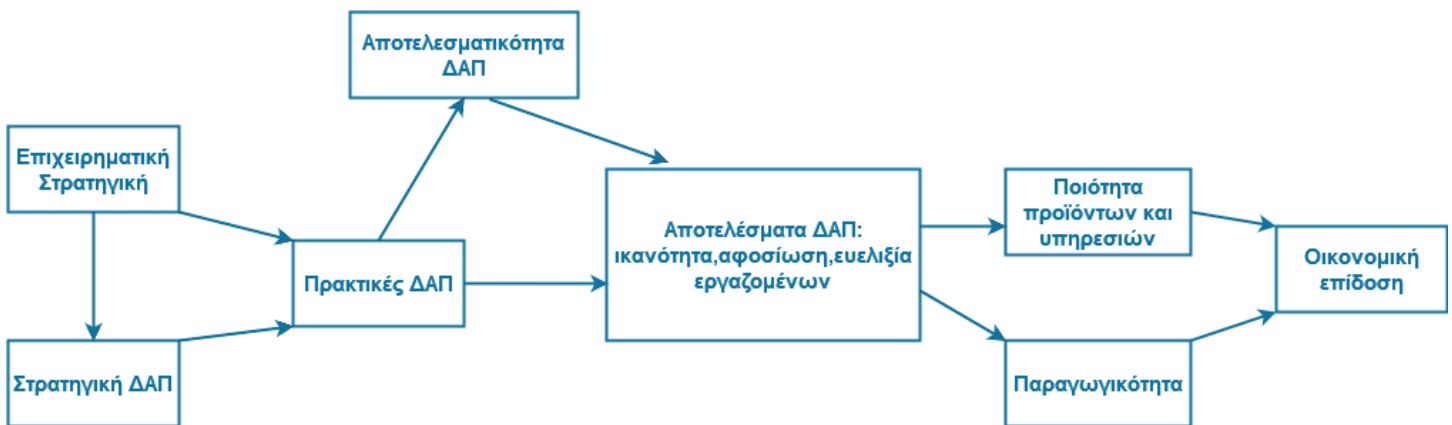 Αποτελεσματικότητα
ΔΑΠ
Επιχειρηματική
Στρατηγική
Πρακτικές ΔΑΠ
Στρατηγική ΔΑΠ
Αποτελέσματα ΔΑΠ:
ικανότητα,αφοσίωση,ευελιξία
εργαζομένων
Ποιότητα
προϊόντων και
υπηρεσιών
Παραγωγικότητα
Οικονομική
επίδοση